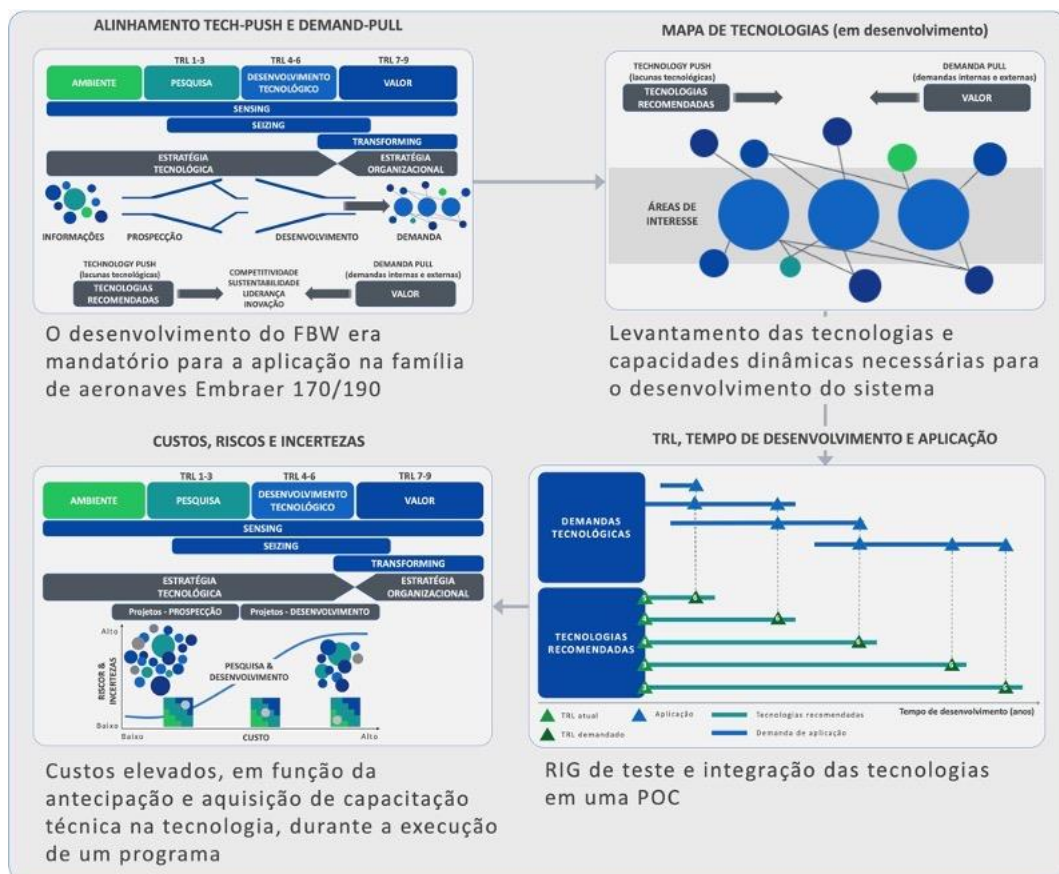 ALINHAMENTO TECH-PUSH E DEMAND-PULL
TRL 1-3
TRL 4-6
TRL 7-9
AMBIENTE
PESQUISA
DESENVOLVIMENTO
TECNOLÓGICO
VALOR
SENSING
SEIZING
TRANSFORMING
ESTRATÉGIA
TECNOLÓGICA
ESTRATÉGIA
ORGANIZACIONAL
INFORMAÇÕES
PROSPECÇÃO
DESENVOLVIMENTO
DEMANDA
TECHNOLOGY PUSH
(lacunas tecnológicas)
TECNOLOGIAS
RECOMENDADAS
COMPETITIVIDADE
SUSTENTABILIDADE
LIDERANÇA
INOVAÇÃO
DEMANDA PULL
(demandas internas e externas)
VALOR
O desenvolvimento do FBW era
mandatório para a aplicação na família
de aeronaves Embraer 170/190
MAPA DE TECNOLOGIAS (em desenvolvimento)
TECHNOLOGY PUSH
(lacunas tecnológicas)
TECNOLOGIAS
RECOMENDADAS
DEMANDA PULL
(demandas internas e externas)
VALOR
ÁREAS DE
INTERESSE
Levantamento das tecnologias e
capacidades dinâmicas necessárias para
o desenvolvimento do sistema
CUSTOS, RISCOS E INCERTEZAS
TRL 1-3
TRL 4-6
TRL 7-9
AMBIENTE
PESQUISA
DESENVOLVIMENTO
TECNOLÓGICO
VALOR
SENSING
SEIZING
TRANSFORMING
ESTRATÉGIA
TECNOLÓGICA
ESTRATÉGIA
ORGANIZACIONAL
Projetos - PROSPECÇÃO
Projetos - DESENVOLVIMENTO
Alto
RISCOR &
INCERTEZAS
PESQUISA &
DESENVOLVIMENTO
Baixo
Baixo
CUSTO
Alto
Custos elevados, em função da
antecipação e aquisição de capacitação
técnica na tecnologia, durante a execução
de um programa
TRL, TEMPO DE DESENVOLVIMENTO E APLICAÇÃO
DEMANDAS
TECNOLÓGICAS
TECNOLOGIAS
RECOMENDADAS
Tempo de desenvolvimento (anos)
TRL atual
Aplicação
Tecnologias recomendadas
TRL demandado
Demanda de aplicação
RIG de teste e integração das tecnologias
em uma POC